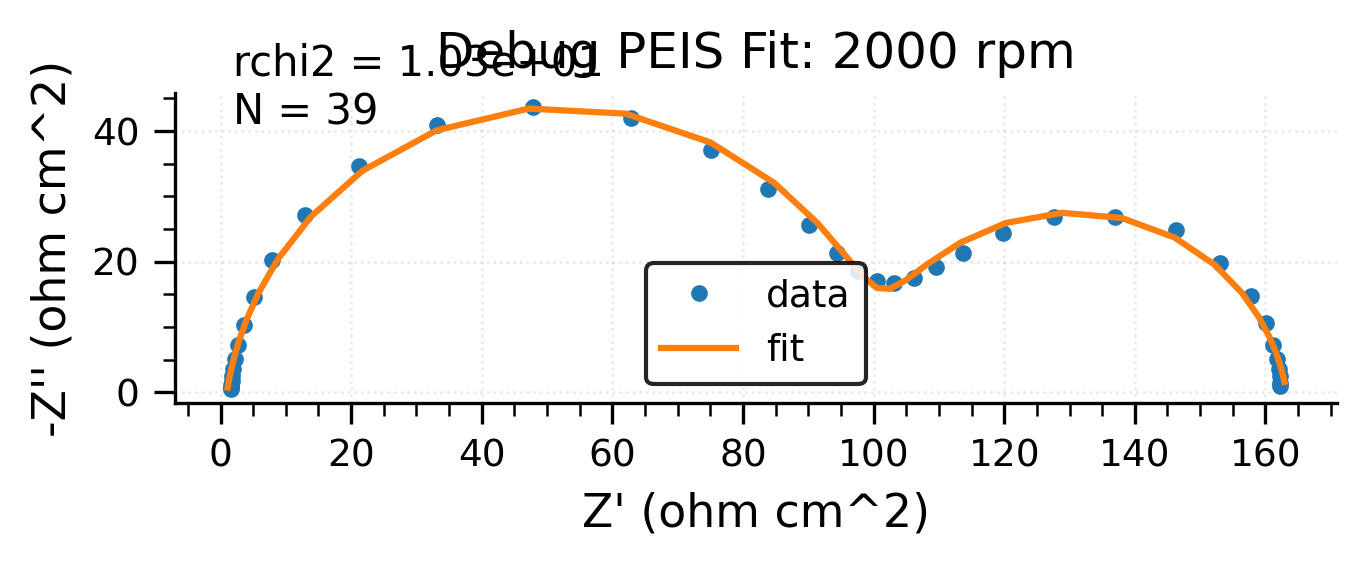 Debug PEIS Fit: 2000 rpm
rchi2 = 1.03e+01
N = 39
-Z'' (ohm cm^2)
40
20
0
data
fit
0 20 40 60 80 100 120 140 160
Z' (ohm cm^2)